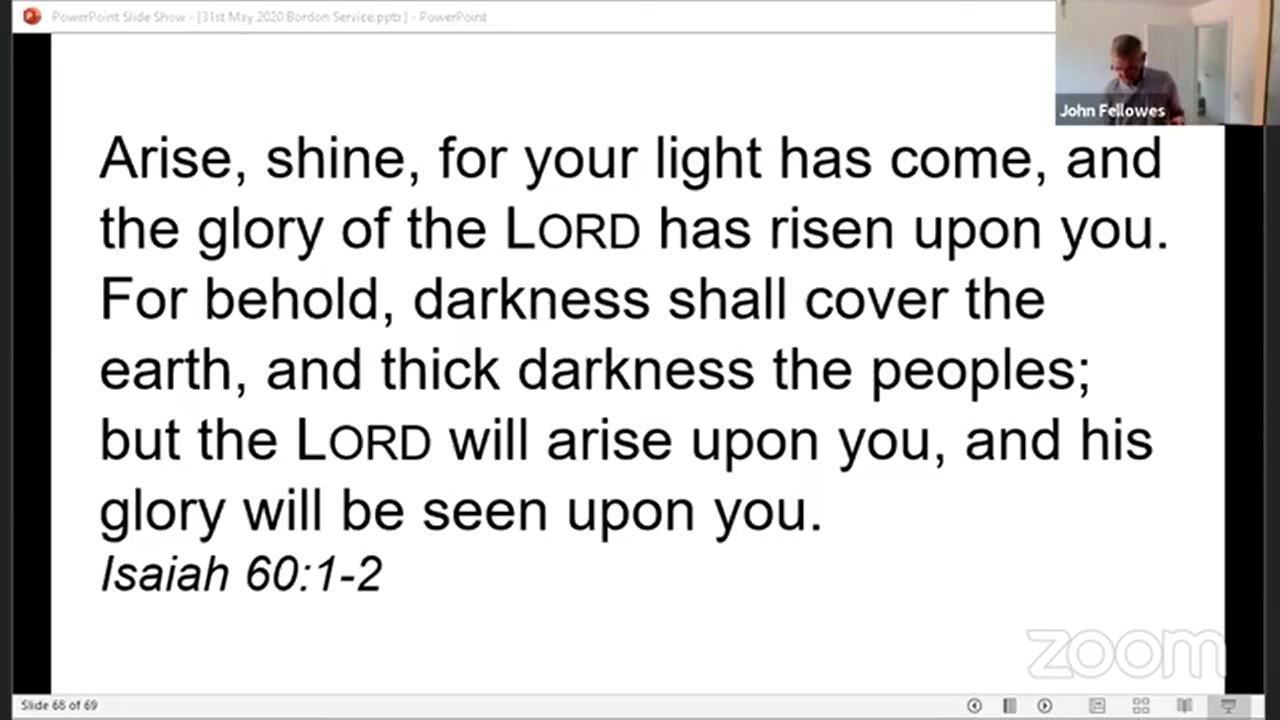 PowerPoint Slide Show - [31st May 2020 Bordon Service.pptx] - PowerPoint
John Fellowes
Arise, shine, for your light has come, and
the glory of the LORD has risen upon you.
For behold, darkness shall cover the
earth, and thick darkness the peoples;
but the LORD will arise upon you, and his
glory will be seen upon you.
Isaiah 60:1-2
zoom
Slide 68 of 69